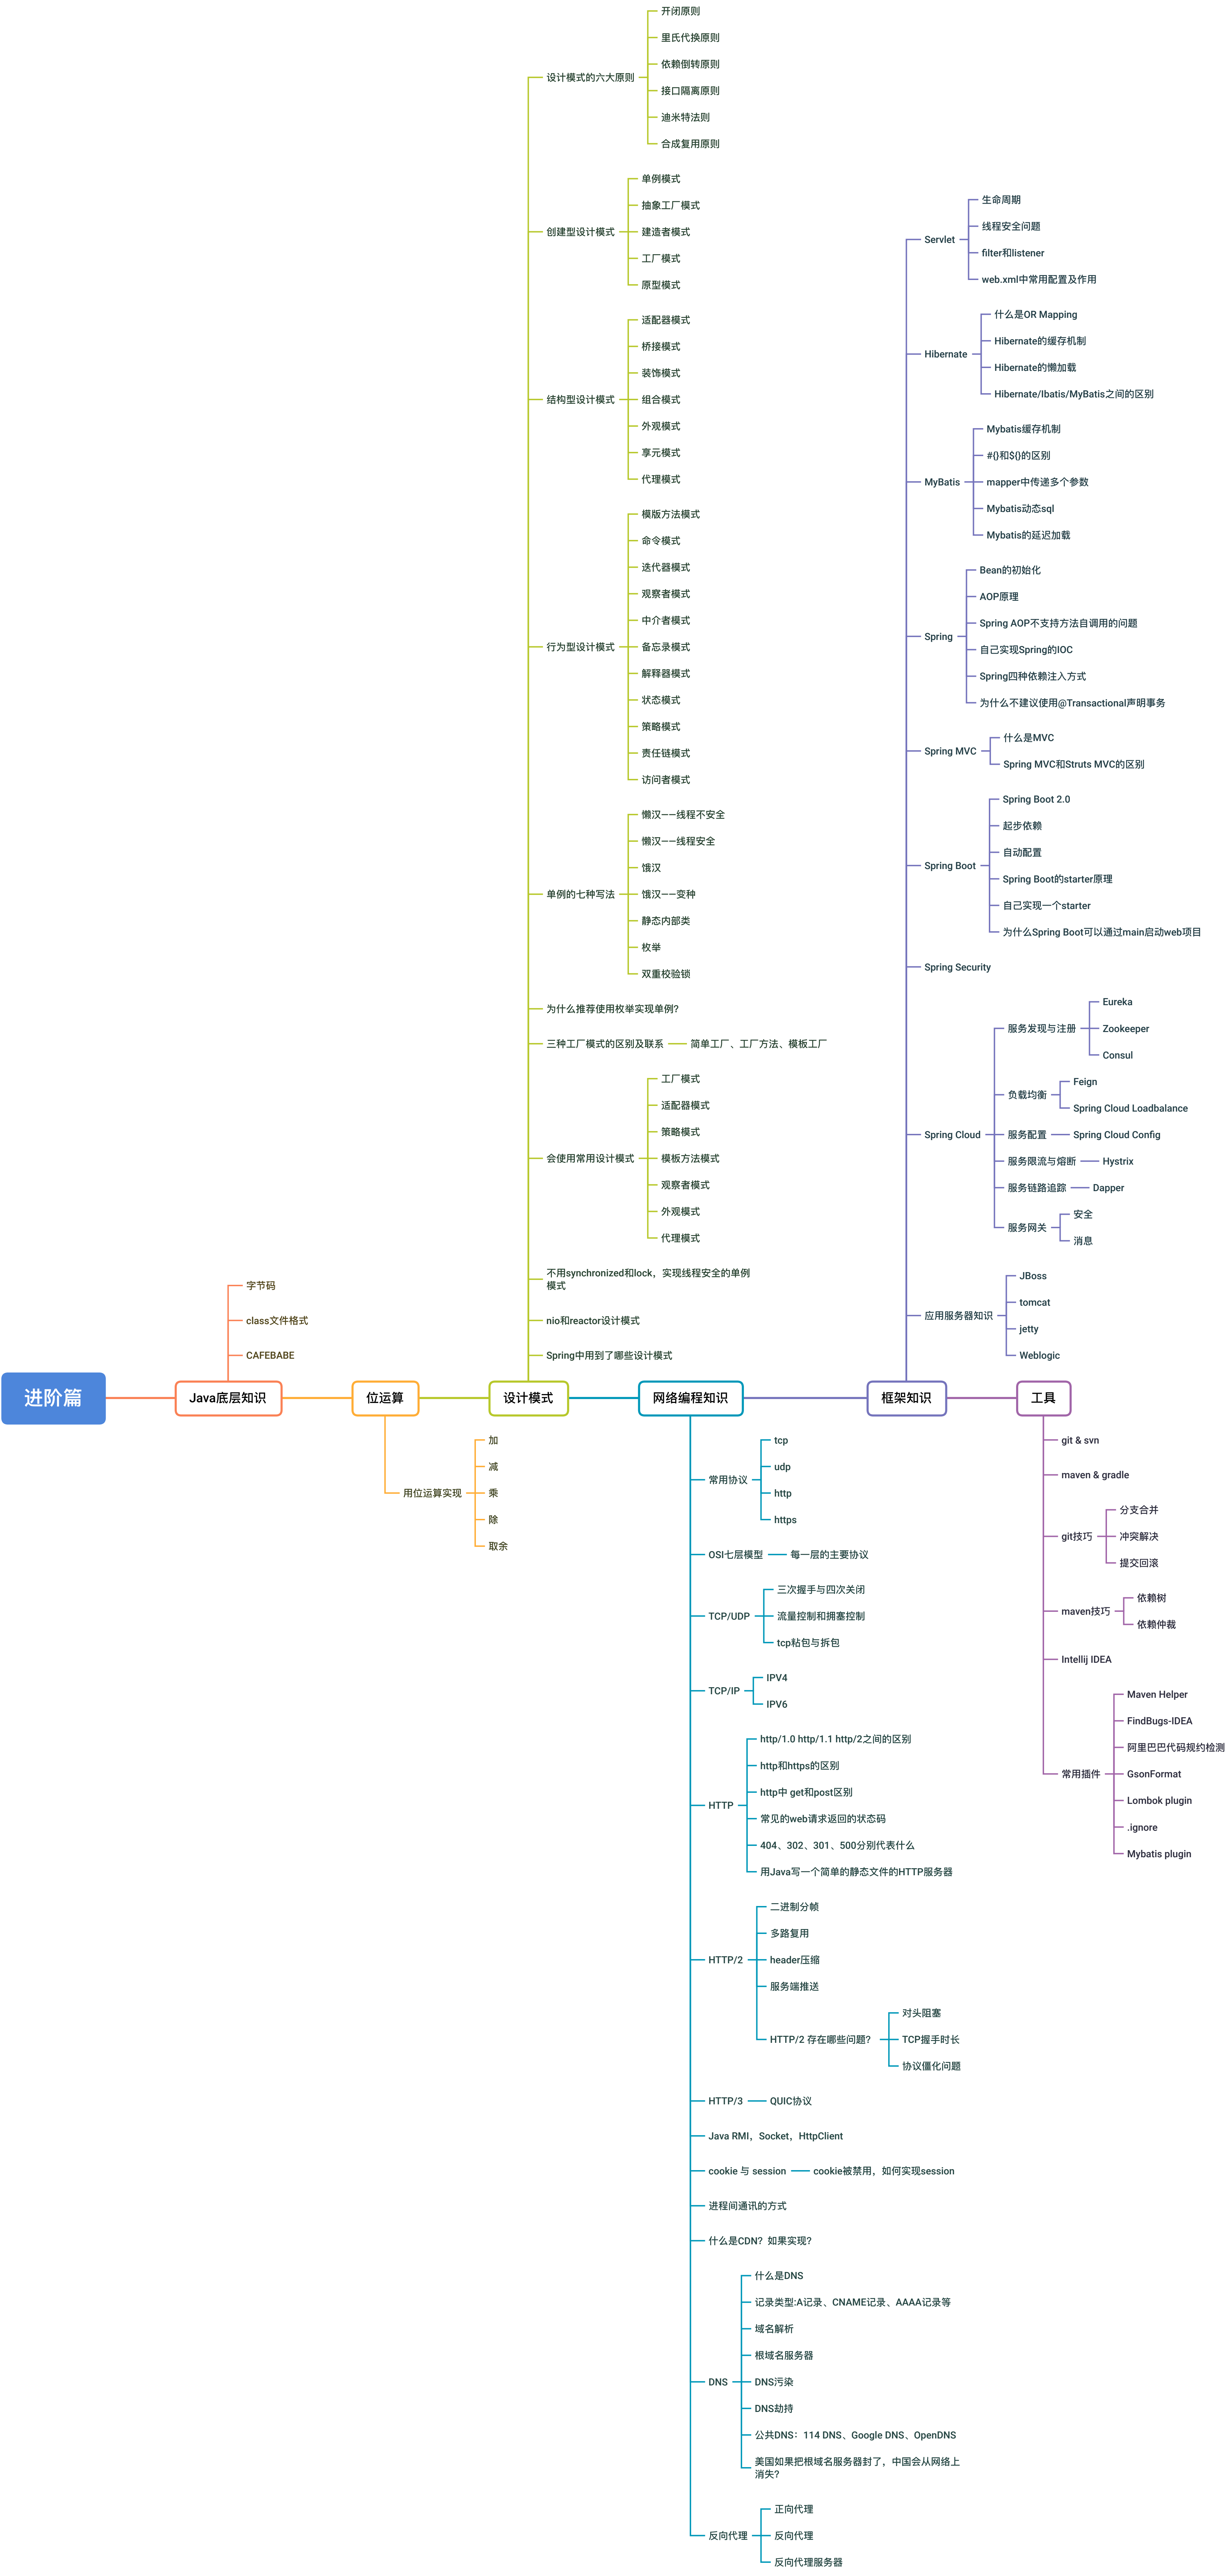 进阶篇
Java底层知识
字节码
class文件格式
CAFEBABE
位运算
用位运算实现
加
减
乘
除
取余
设计模式
设计模式的六大原则
开闭原则
里氏代换原则
依赖倒转原则
接口隔离原则
迪米特法则
合成复用原则
创建型设计模式
单例模式
抽象工厂模式
建造者模式
工厂模式
原型模式
结构型设计模式
适配器模式
桥接模式
装饰模式
组合模式
外观模式
享元模式
代理模式
行为型设计模式
模版方法模式
命令模式
迭代器模式
观察者模式
中介者模式
备忘录模式
解释器模式
状态模式
策略模式
责任链模式
访问者模式
单例的七种写法
懒汉——线程不安全
懒汉——线程安全
饿汉
饿汉——变种
静态内部类
枚举
双重校验锁
为什么推荐使用枚举实现单例?
三种工厂模式的区别及联系
简单工厂、工厂方法、模板工厂
会使用常用设计模式
工厂模式
适配器模式
策略模式
模板方法模式
观察者模式
外观模式
代理模式
不用synchronized和lock，实现线程安全的单例
模式
nio和reactor设计模式
Spring中用到了哪些设计模式
网络编程知识
常用协议
tcp
udp
http
https
OSI七层模型
每一层的主要协议
TCP/UDP
三次握手与四次关闭
流量控制和拥塞控制
tcp粘包与拆包
TCP/IP
IPV4
IPV6
HTTP
http/1.0 http/1.1 http/2之间的区别
http和https的区别
http中 get和post区别
常见的web请求返回的状态码
404、302、301、500分别代表什么
用Java写一个简单的静态文件的HTTP服务器
HTTP/2
二进制分帧
多路复用
header压缩
服务端推送
HTTP/2 存在哪些问题?
对头阻塞
TCP握手时长
协议僵化问题
HTTP/3
QUIC协议
Java RMI，Socket，HttpClient
cookie 与 session
cookie被禁用，如何实现session
进程间通讯的方式
什么是CDN？如果实现?
DNS
什么是DNS
记录类型:A记录、CNAME记录、AAAA记录等
域名解析
根域名服务器
DNS污染
DNS劫持
公共DNS：114 DNS、Google DNS、OpenDNS
美国如果把根域名服务器封了，中国会从网络上
消失?
反向代理
正向代理
反向代理
反向代理服务器
框架知识
Servlet
生命周期
线程安全问题
filter和listener
web.xml中常用配置及作用
Hibernate
什么是OR Mapping
Hibernate的缓存机制
Hibernate的懒加载
Hibernate/Ibatis/MyBatis之间的区别
MyBatis
Mybatis缓存机制
#{}和${}的区别
mapper中传递多个参数
Mybatis动态sql
Mybatis的延迟加载
Spring
Bean的初始化
AOP原理
Spring AOP不支持方法自调用的问题
自己实现Spring的IOC
Spring四种依赖注入方式
为什么不建议使用@Transactional声明事务
Spring MVC
什么是MVC
Spring MVC和Struts MVC的区别
Spring Boot
Spring Boot 2.0
起步依赖
自动配置
Spring Boot的starter原理
自己实现一个starter
为什么Spring Boot可以通过main启动web项目
Spring Security
Spring Cloud
服务发现与注册
Eureka
Zookeeper
Consul
负载均衡
Feign
Spring Cloud Loadbalance
服务配置
Spring Cloud Config
服务限流与熔断
Hystrix
服务链路追踪
Dapper
服务网关
安全
消息
应用服务器知识
JBoss
tomcat
jetty
Weblogic
工具
git & svn
maven & gradle
git技巧
分支合并
冲突解决
提交回滚
maven技巧
依赖树
依赖仲裁
Intellij IDEA
常用插件
Maven Helper
FindBugs-IDEA
阿里巴巴代码规约检测
GsonFormat
Lombok plugin
.ignore
Mybatis plugin